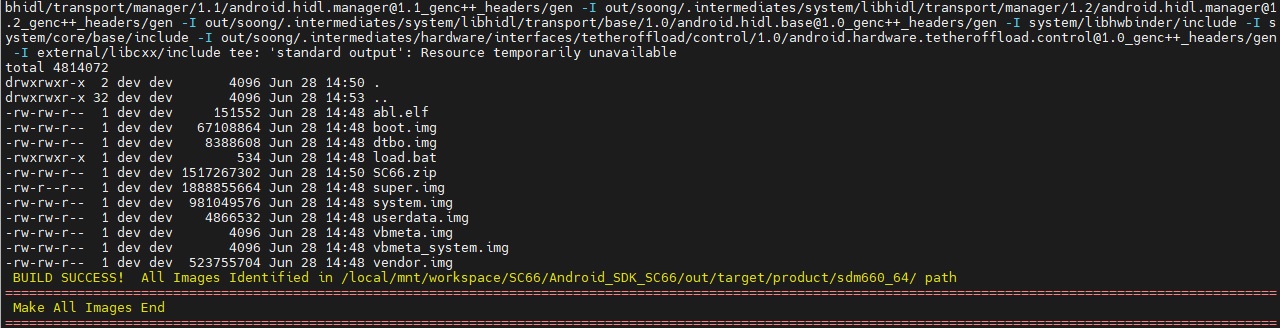 bhidl/transport/manager/1.1/android.hidl.manager@1.1_genc++_headers/gen -I out/soong/.intermediates/system/libhidl/transport/manager/1.2/android.hidl.manager@1
.2_genc++_headers/gen -I out/soong/.intermediates/system/libhidl/transport/base/1.0/android.hidl.base@1.0_genc++_headers/gen -I system/libhwbinder/include -I s
ystem/core/base/include -I out/soong/.intermediates/hardware/interfaces/tetheroffload/control/1.0/android.hardware.tetheroffload.control@1.0_genc++_headers/gen
 -I external/libcxx/include tee: 'standard output': Resource temporarily unavailable
total 4814072
drwxrwxr-x  2 dev dev       4096 Jun 28 14:50 .
drwxrwxr-x 32 dev dev       4096 Jun 28 14:53 ..
-rw-rw-r--  1 dev dev     151552 Jun 28 14:48 abl.elf
-rw-rw-r--  1 dev dev   67108864 Jun 28 14:48 boot.img
-rw-rw-r--  1 dev dev    8388608 Jun 28 14:48 dtbo.img
-rwxrwxr-x  1 dev dev        534 Jun 28 14:48 load.bat
-rw-rw-r--  1 dev dev 1517267302 Jun 28 14:50 SC66.zip
-rw-r--r--  1 dev dev 1888855664 Jun 28 14:48 super.img
-rw-rw-r--  1 dev dev  981049576 Jun 28 14:48 system.img
-rw-rw-r--  1 dev dev    4866532 Jun 28 14:48 userdata.img
-rw-rw-r--  1 dev dev       4096 Jun 28 14:48 vbmeta.img
-rw-rw-r--  1 dev dev       4096 Jun 28 14:48 vbmeta_system.img
-rw-rw-r--  1 dev dev  523755704 Jun 28 14:48 vendor.img
 BUILD SUCCESS!  All Images Identified in /local/mnt/workspace/SC66/Android_SDK_SC66/out/target/product/sdm660_64/ path
===============================================================================================================================================================
 Make All Images End
===============================================================================================================================================================